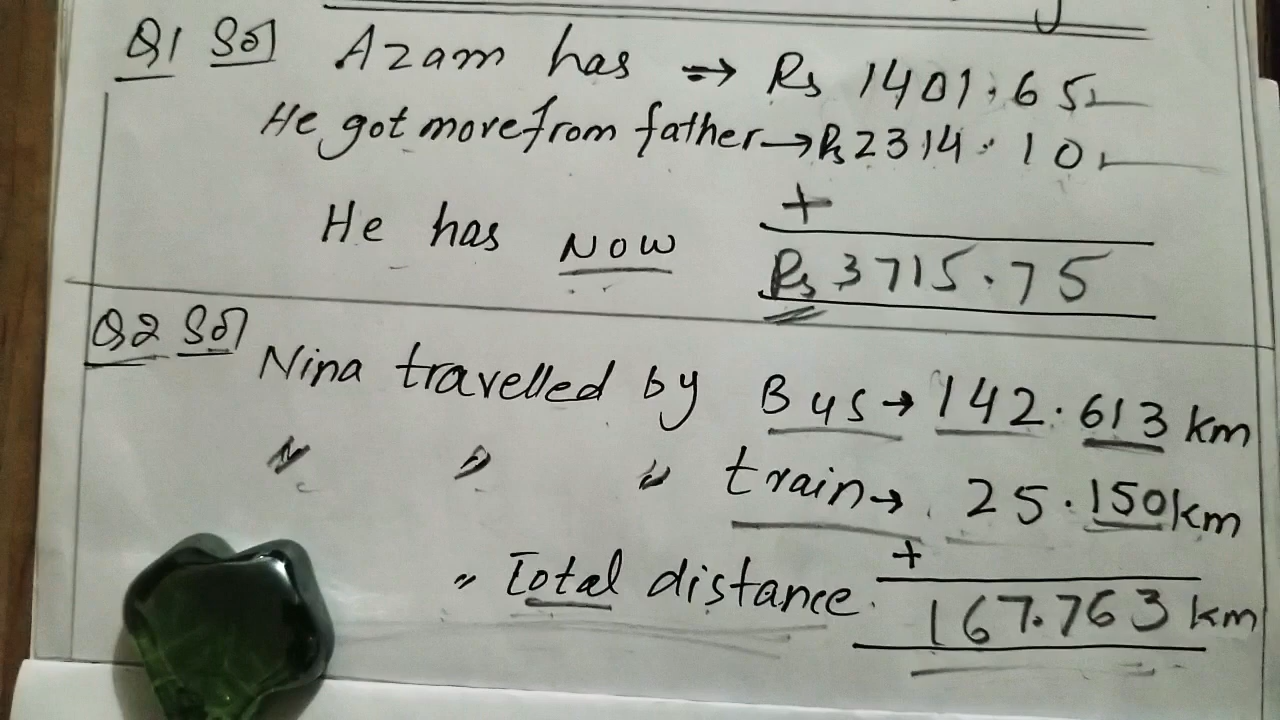 Q1 Sol Azam has → Rs 1401.65
He got more from father → Rs 2314.10
+
He has Now Rs 3715.75
Q2 Sol Nina travelled by Bus → 142.613 km
" " " train → 25.150 km
+
" Total distance 167.763 km